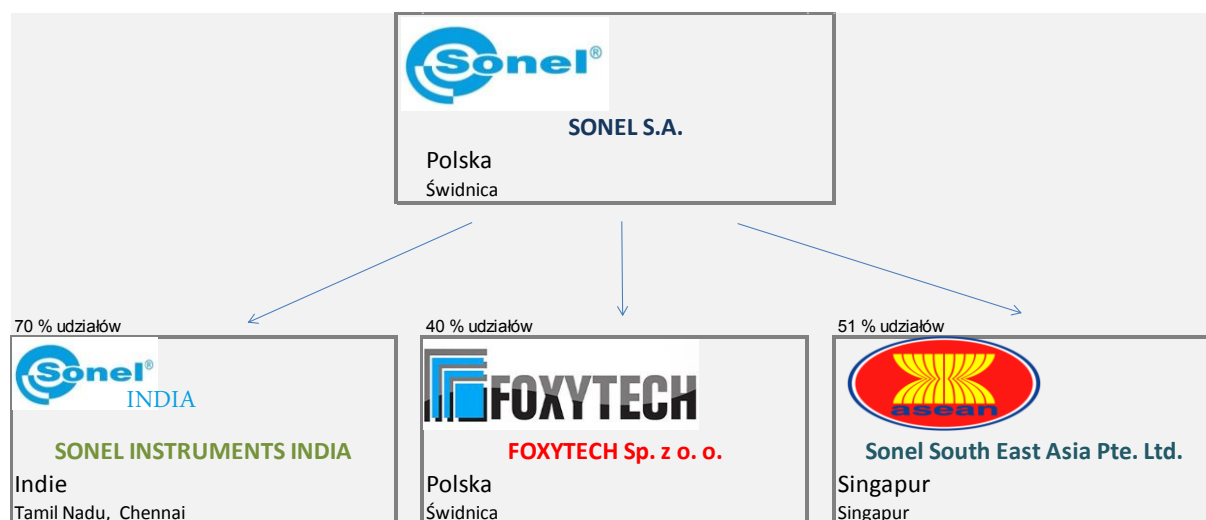 Sonel®
SONEL S.A.
Polska
Świdnica
70 % udziałów
Sonel®
INDIA
SONEL INSTRUMENTS INDIA
Indie
Tamil Nadu, Chennai
40 % udziałów
FOXYTECH
FOXYTECH Sp. z o. o.
Polska
Świdnica
51 % udziałów
asean
Sonel South East Asia Pte. Ltd.
Singapur
Singapur